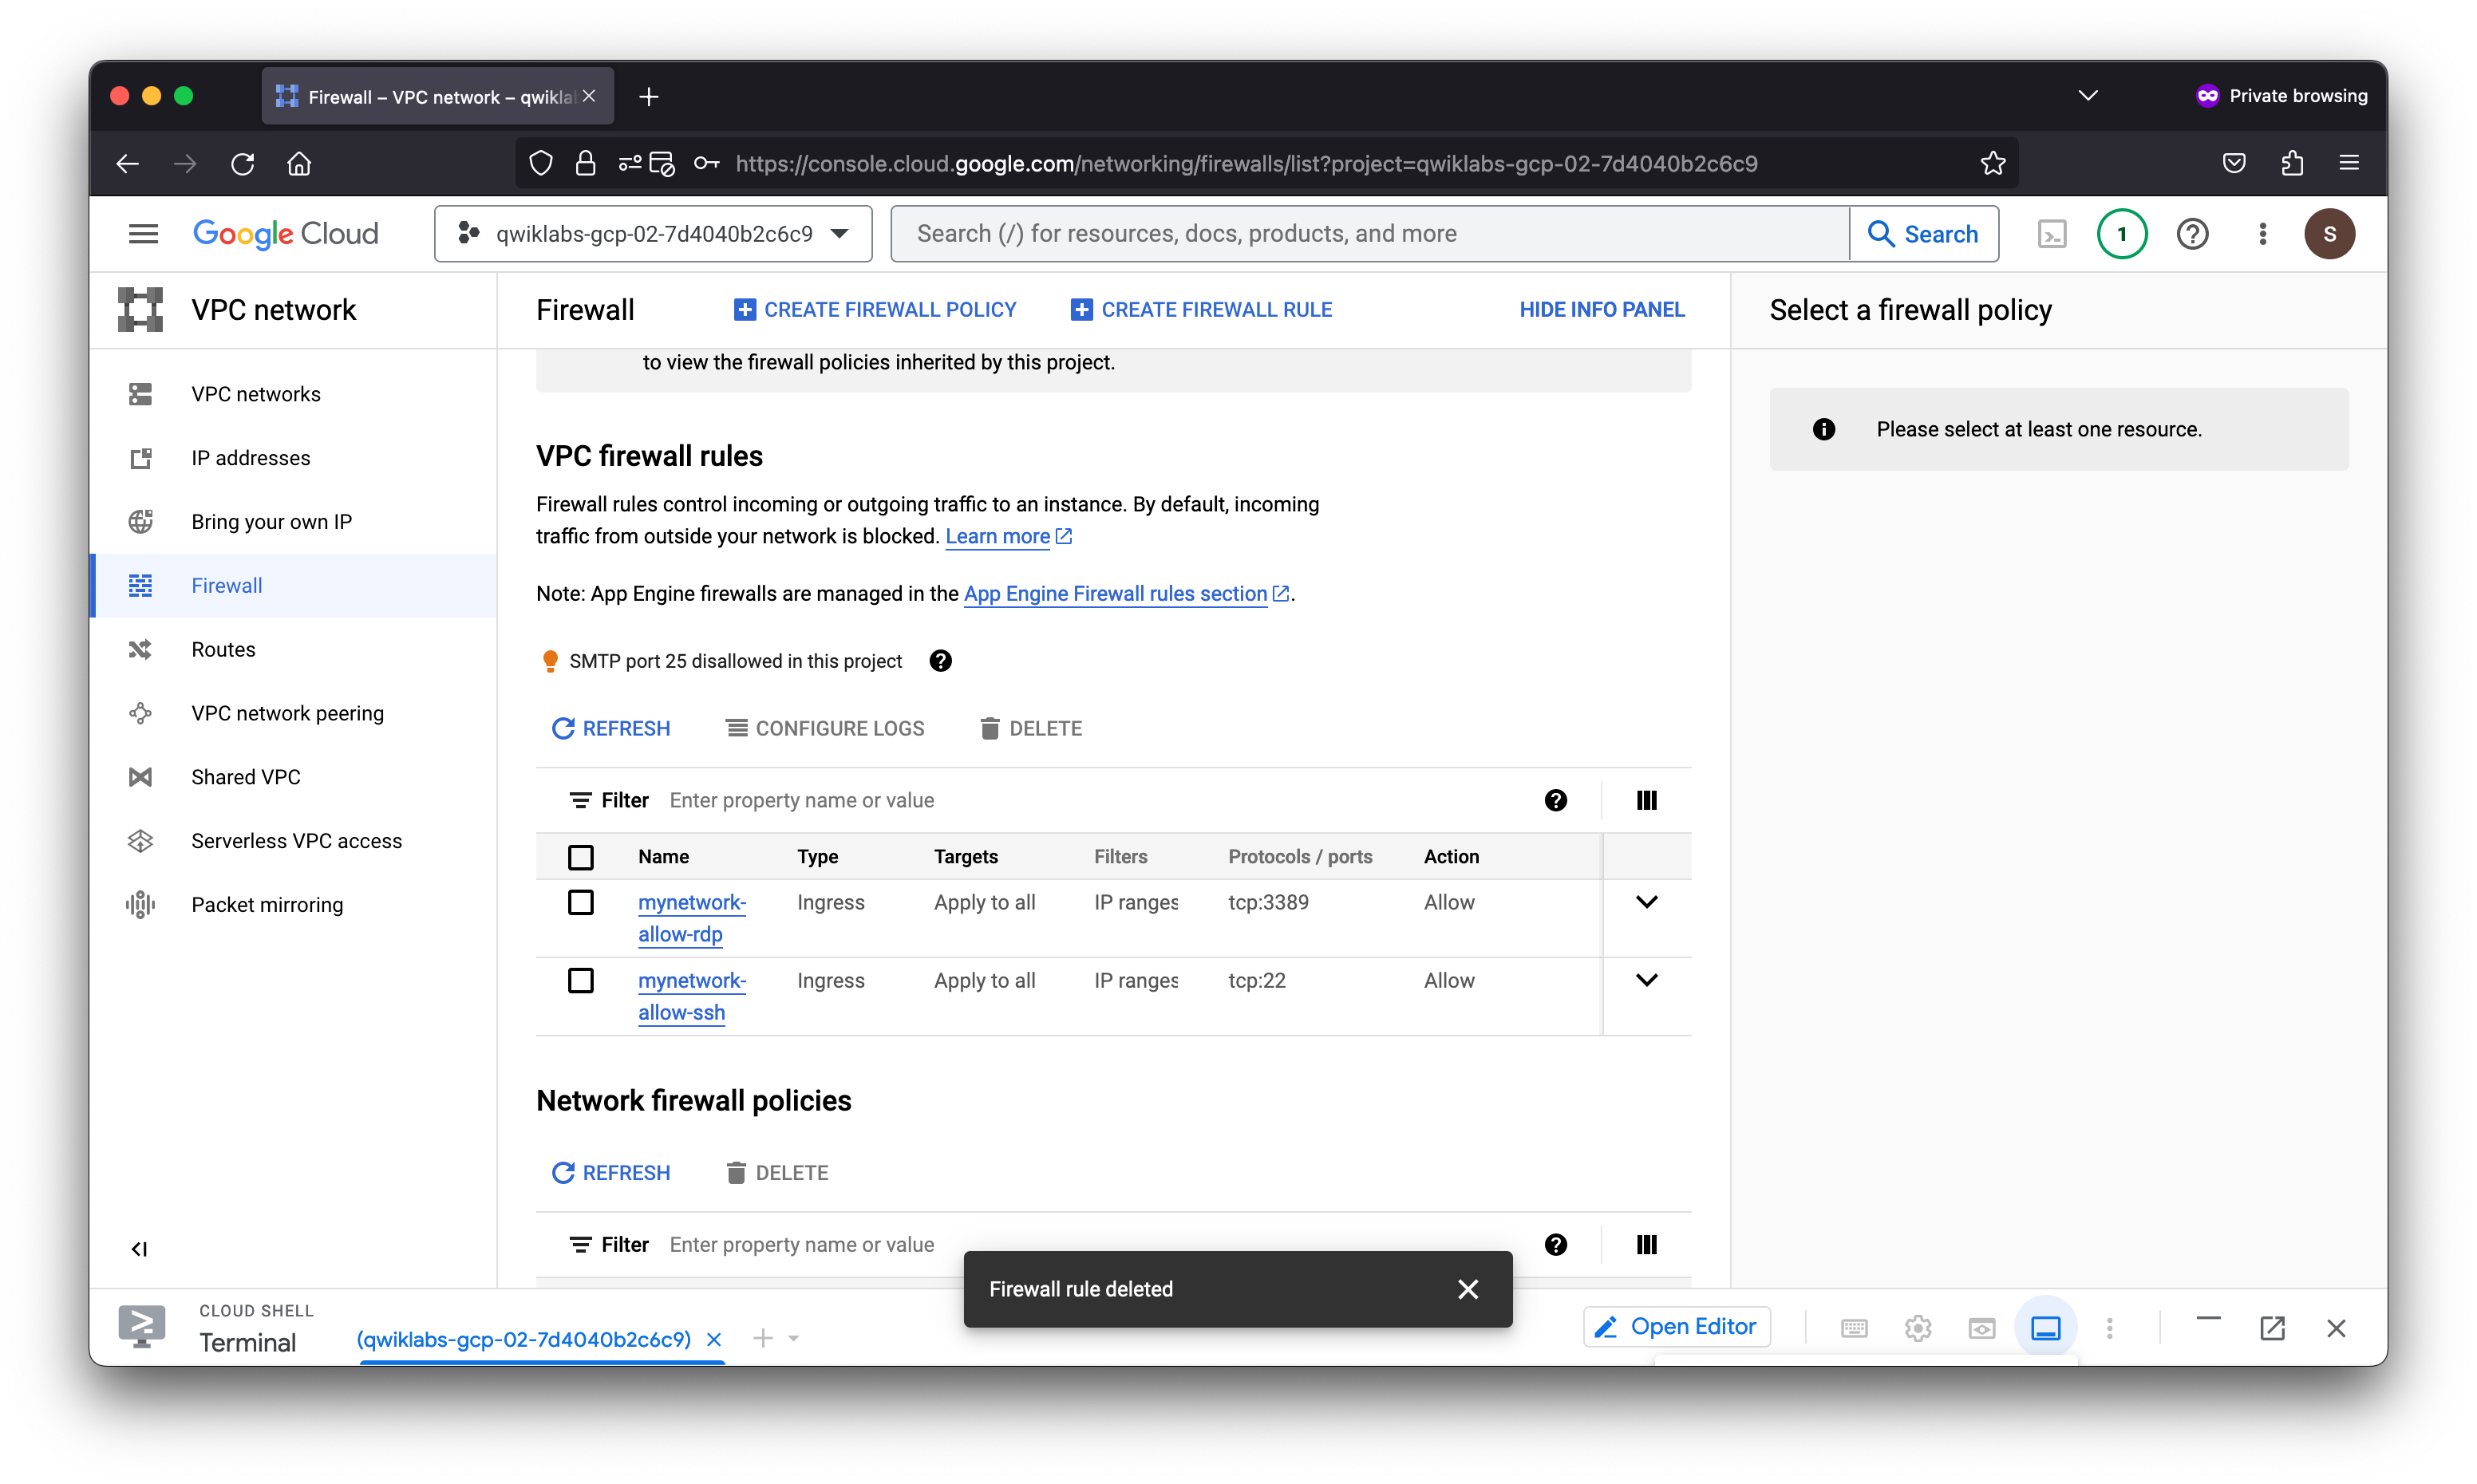 Firewall – VPC network – qwikla
Private browsing
https://console.cloud.google.com/networking/firewalls/list?project=qwiklabs-gcp-02-7d4040b2c6c9
Google Cloud
qwiklabs-gcp-02-7d4040b2c6c9
Search (/) for resources, docs, products, and more
Search
1
S
VPC network
Firewall
CREATE FIREWALL POLICY
CREATE FIREWALL RULE
HIDE INFO PANEL
Select a firewall policy
VPC networks
IP addresses
Bring your own IP
Firewall
Routes
VPC network peering
Shared VPC
Serverless VPC access
Packet mirroring
to view the firewall policies inherited by this project.
VPC firewall rules
Firewall rules control incoming or outgoing traffic to an instance. By default, incoming
traffic from outside your network is blocked. Learn more
Note: App Engine firewalls are managed in the App Engine Firewall rules section.
SMTP port 25 disallowed in this project
REFRESH
CONFIGURE LOGS
DELETE
Filter Enter property name or value
Name Type Targets Filters Protocols / ports Action
mynetwork- Ingress Apply to all IP ranges tcp:3389 Allow
allow-rdp
mynetwork- Ingress Apply to all IP ranges tcp:22 Allow
allow-ssh
Network firewall policies
REFRESH
DELETE
Filter Enter property name or value
Please select at least one resource.
Firewall rule deleted
CLOUD SHELL
Terminal
(qwiklabs-gcp-02-7d4040b2c6c9)
Open Editor